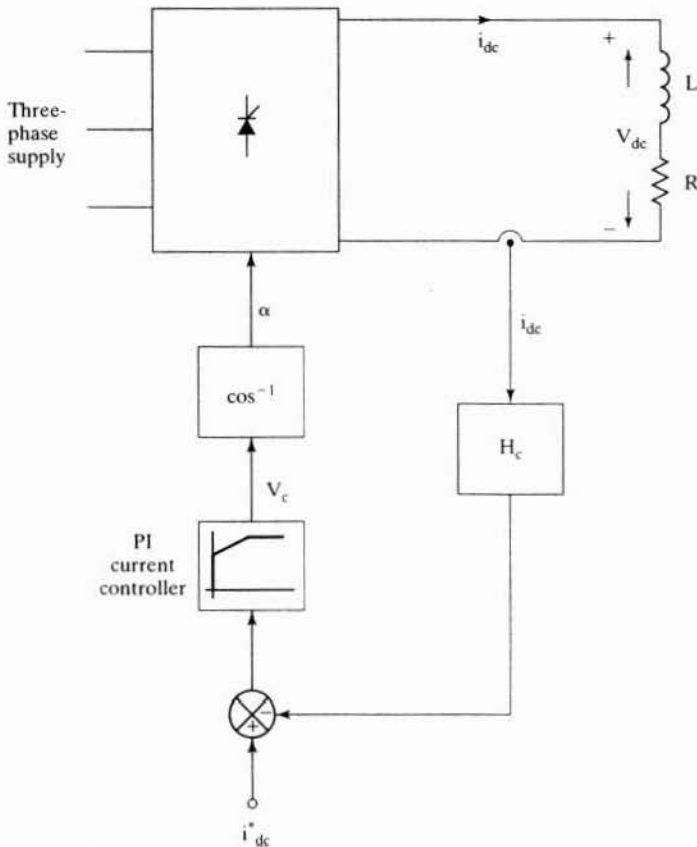 i_dc
+
Three-
phase
supply
L
V_dc
R
−
α
i_dc
cos⁻¹
H_c
V_c
PI
current
controller
−
+
i*_dc